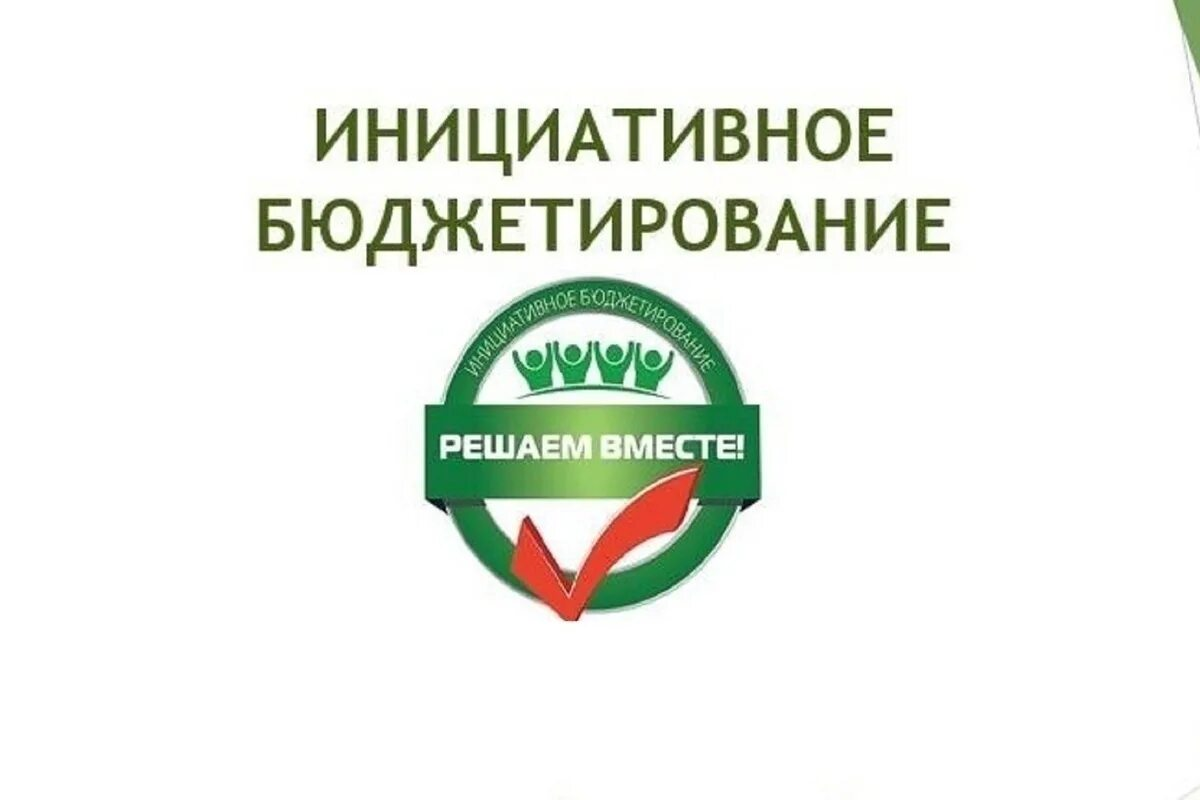 ИНИЦИАТИВНОЕ
БЮДЖЕТИРОВАНИЕ
ИНИЦИАТИВНОЕ БЮДЖЕТИРОВАНИЕ
РЕШАЕМ ВМЕСТЕ!